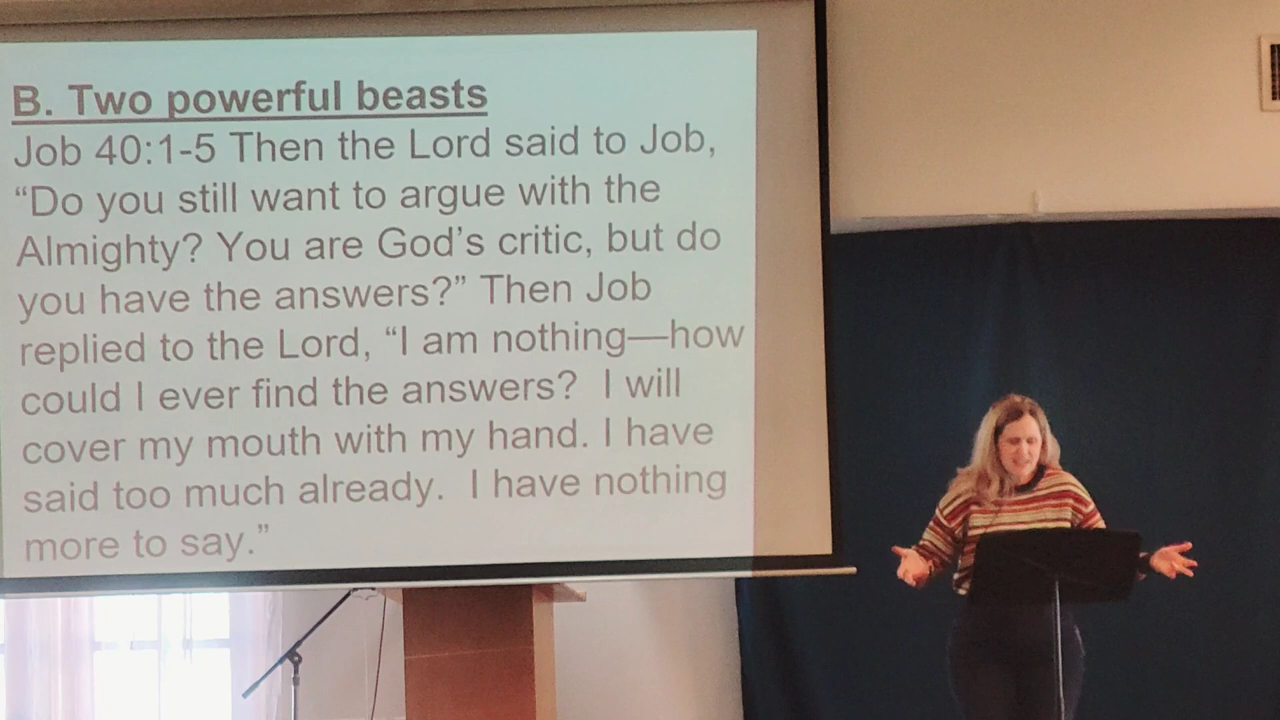 B. Two powerful beasts
Job 40:1-5 Then the Lord said to Job,
“Do you still want to argue with the
Almighty? You are God’s critic, but do
you have the answers?” Then Job
replied to the Lord, “I am nothing—how
could I ever find the answers?  I will
cover my mouth with my hand. I have
said too much already.  I have nothing
more to say.”